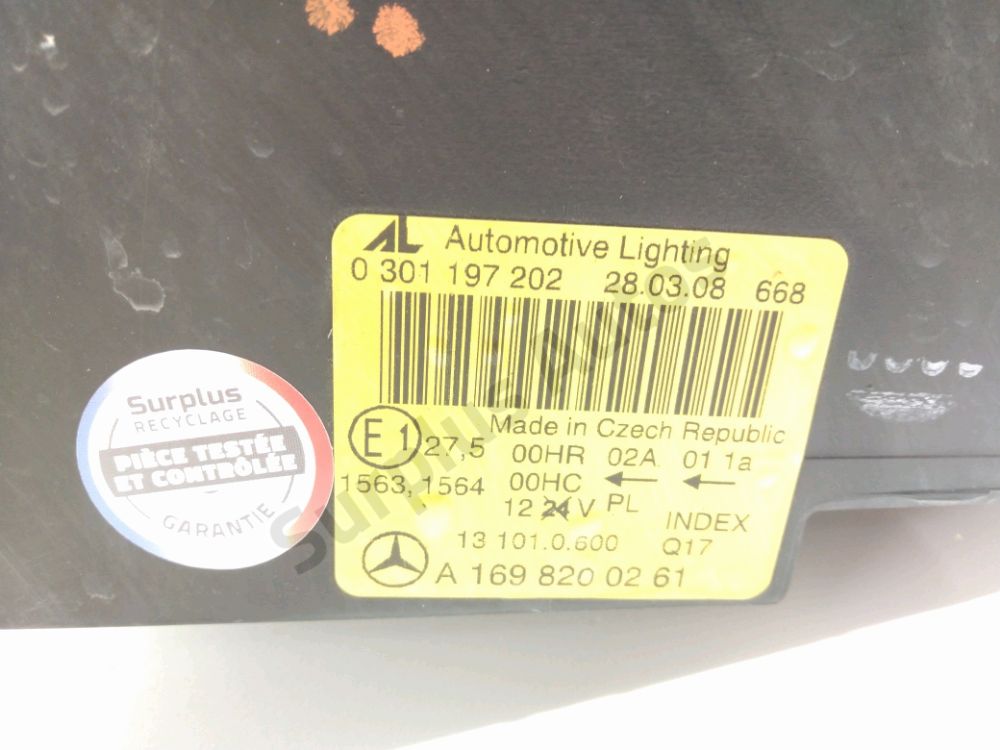 AL Automotive Lighting
0 301 197 202 28.03.08 668
Made in Czech Republic
E1 27,5 00HR 02A 01 1a
1563, 1564 00HC ← ←
12 24 V PL
INDEX
13 101.0.600 Q17
A 169 820 02 61
Surplus
RECYCLAGE
PIÈCE TESTÉE
ET CONTRÔLÉE
GARANTIE
Surplus Autos